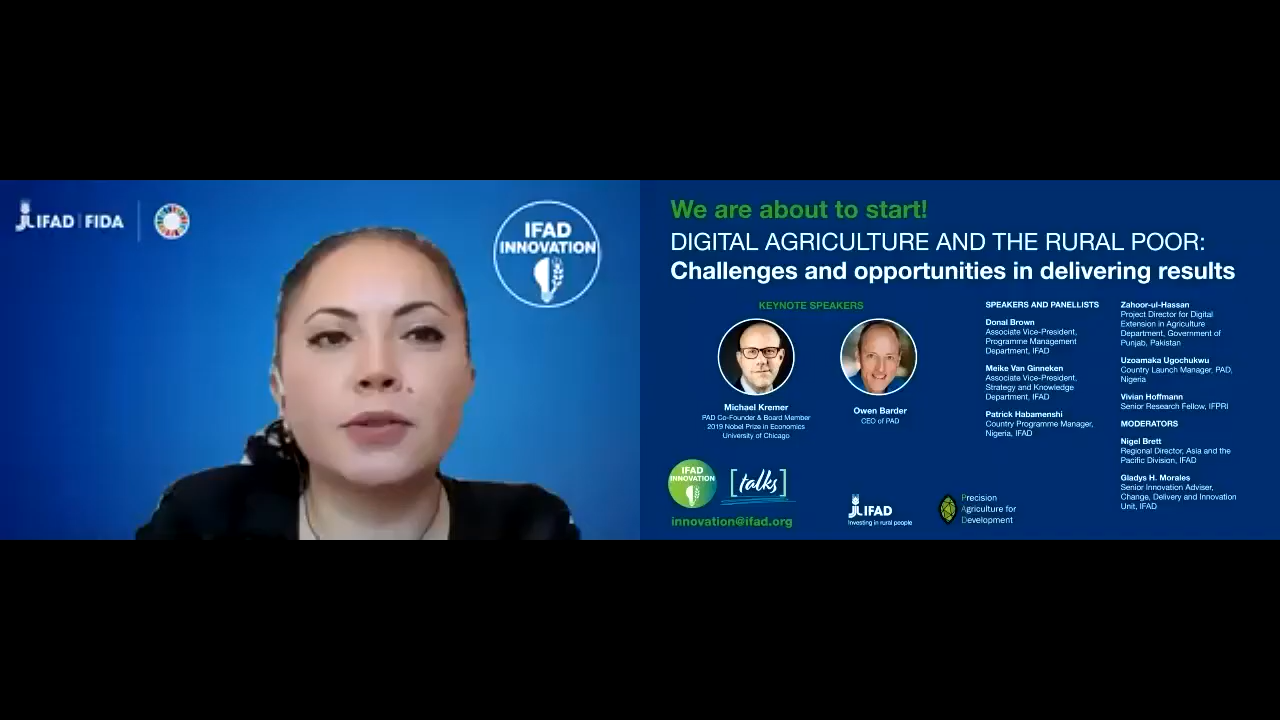 IFAD FIDA
IFAD
INNOVATION
We are about to start!
DIGITAL AGRICULTURE AND THE RURAL POOR:
Challenges and opportunities in delivering results
KEYNOTE SPEAKERS
Michael Kremer
PAD Co-Founder & Board Member
2019 Nobel Prize in Economics
University of Chicago
Owen Barder
CEO of PAD
SPEAKERS AND PANELLISTS
Donal Brown
Associate Vice-President,
Programme Management
Department, IFAD
Meike Van Ginneken
Associate Vice-President,
Strategy and Knowledge
Department, IFAD
Patrick Habamenshi
Country Programme Manager,
Nigeria, IFAD
Zahoor-ul-Hassan
Project Director for Digital
Extension in Agriculture
Department, Government of
Punjab, Pakistan
Uzoamaka Ugochukwu
Country Launch Manager, PAD,
Nigeria
Vivian Hoffmann
Senior Research Fellow, IFPRI
MODERATORS
Nigel Brett
Regional Director, Asia and the
Pacific Division, IFAD
Gladys H. Morales
Senior Innovation Adviser,
Change, Delivery and Innovation
Unit, IFAD
IFAD
INNOVATION
[talks]
innovation@ifad.org
IFAD
Investing in rural people
Precision
Agriculture for
Development